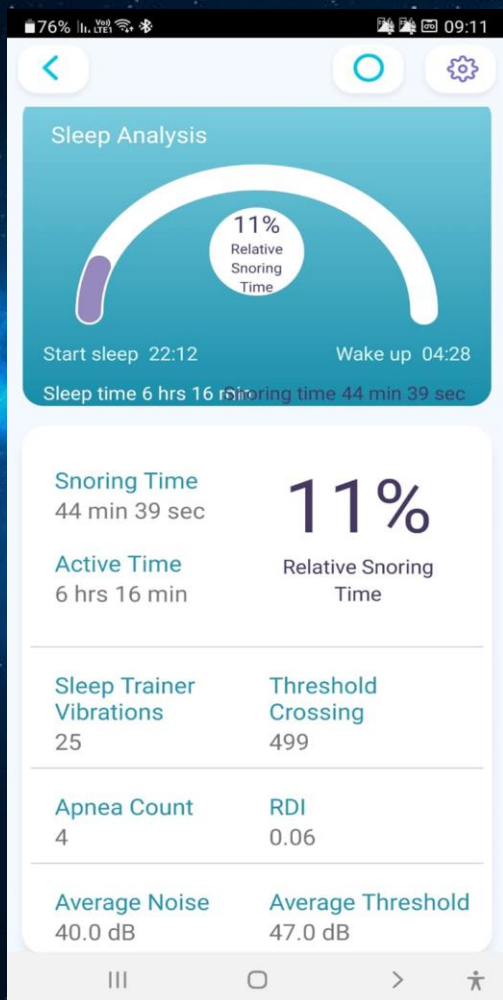 76% Vo) LTE1 09:11
Sleep Analysis
11%
Relative
Snoring
Time
Start sleep 22:12
Wake up 04:28
Sleep time 6 hrs 16 min
Snoring time 44 min 39 sec
Snoring Time
44 min 39 sec
11%
Relative Snoring
Time
Active Time
6 hrs 16 min
Sleep Trainer
Vibrations
25
Threshold
Crossing
499
Apnea Count
4
RDI
0.06
Average Noise
40.0 dB
Average Threshold
47.0 dB